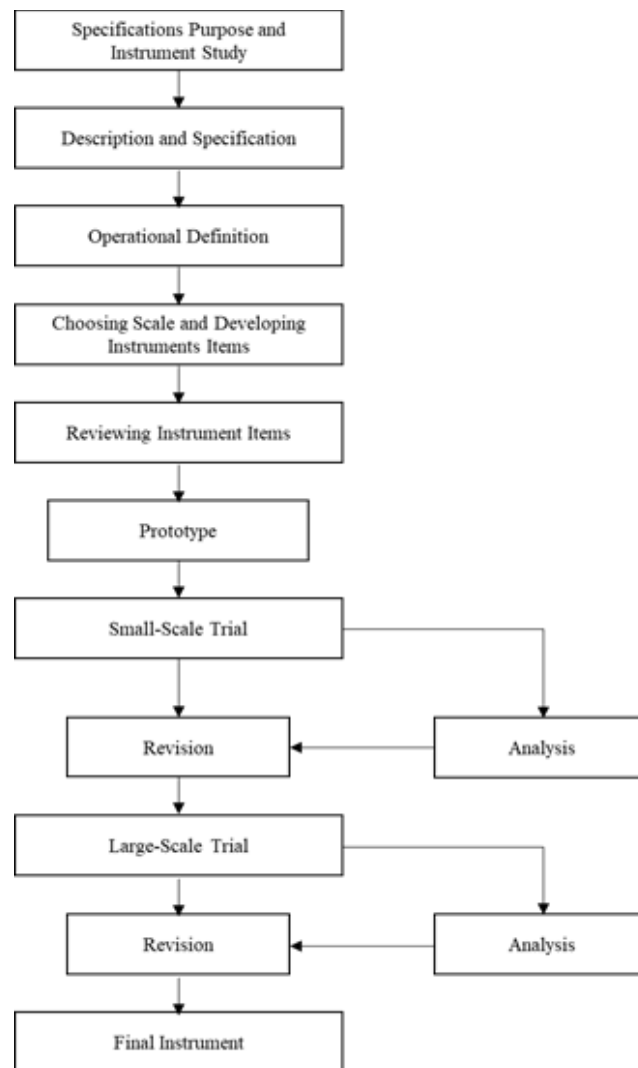 Specifications Purpose and
Instrument Study
Description and Specification
Operational Definition
Choosing Scale and Developing
Instruments Items
Reviewing Instrument Items
Prototype
Small-Scale Trial
Revision
Analysis
Large-Scale Trial
Revision
Analysis
Final Instrument